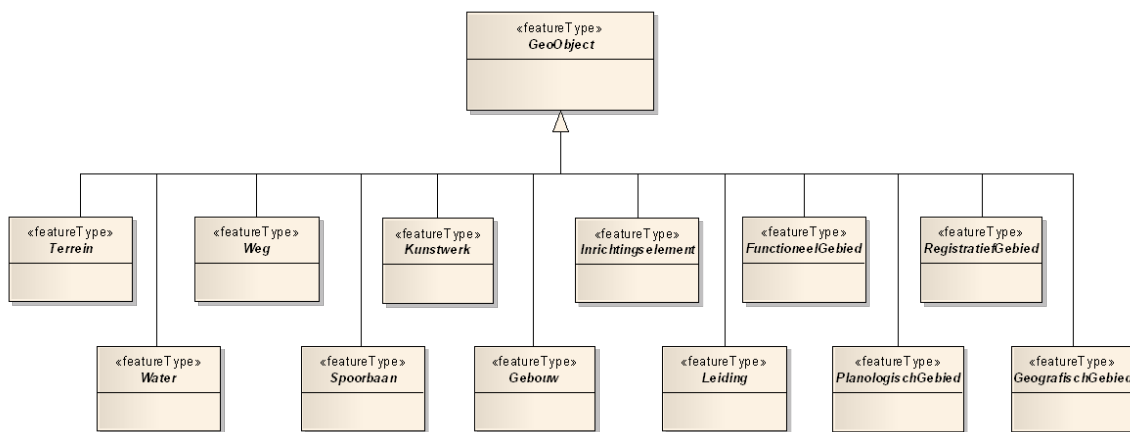 «featureType»
GeoObject
«featureType»
Terrein
«featureType»
Weg
«featureType»
Kunstwerk
«featureType»
Inrichtingselement
«featureType»
FunctioneelGebied
«featureType»
RegistratiefGebied
«featureType»
Water
«featureType»
Spoorbaan
«featureType»
Gebouw
«featureType»
Leiding
«featureType»
PlanologischGebied
«featureType»
GeografischGebied